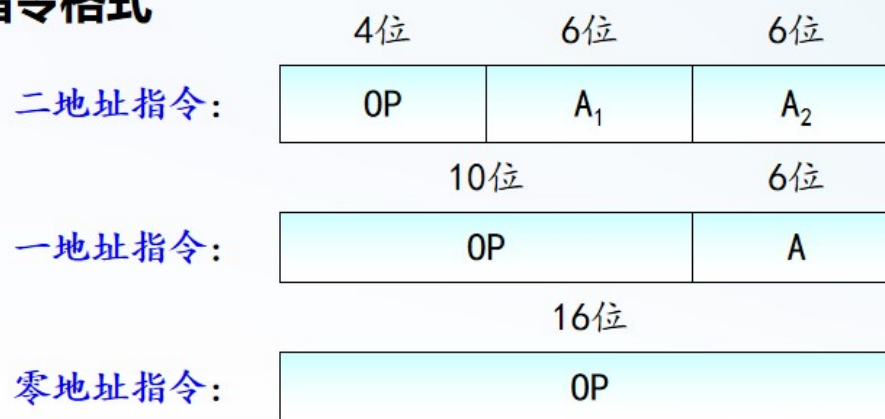 指令格式
4位 6位 6位
二地址指令: OP A₁ A₂
10位 6位
一地址指令: OP A
16位
零地址指令: OP